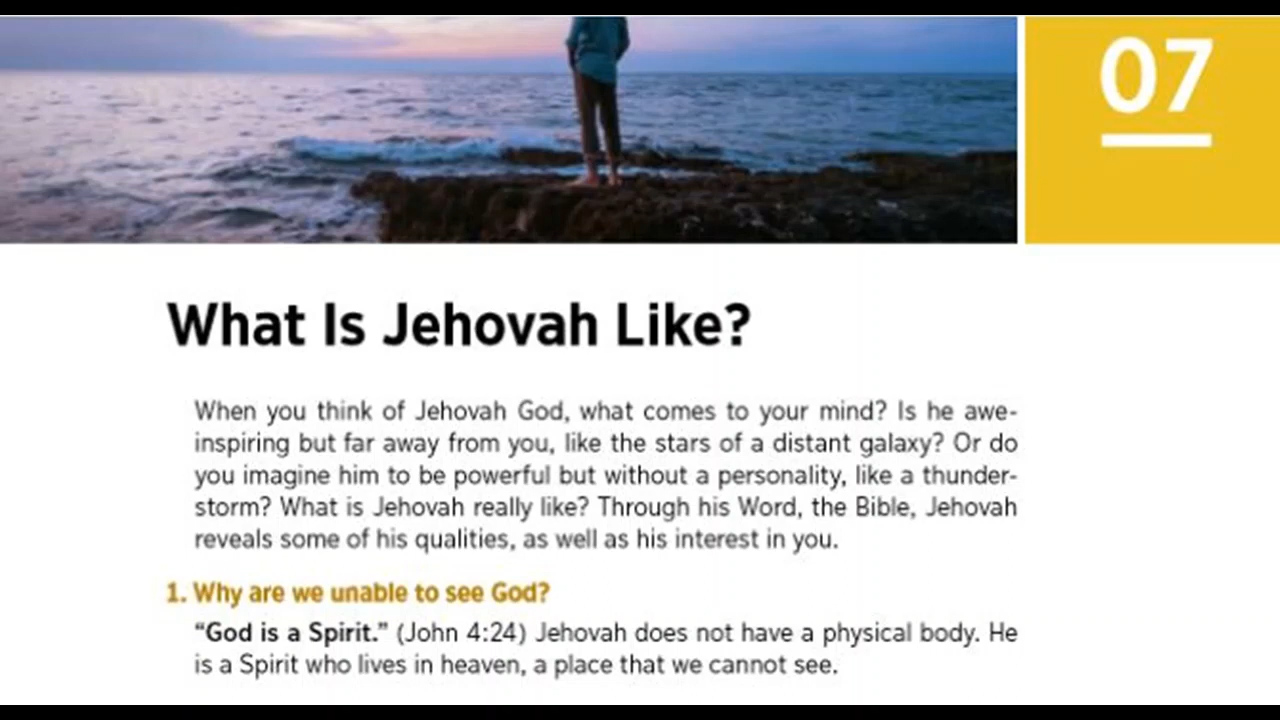 07
What Is Jehovah Like?
When you think of Jehovah God, what comes to your mind? Is he awe-
inspiring but far away from you, like the stars of a distant galaxy? Or do
you imagine him to be powerful but without a personality, like a thunder-
storm? What is Jehovah really like? Through his Word, the Bible, Jehovah
reveals some of his qualities, as well as his interest in you.
1. Why are we unable to see God?
“God is a Spirit.” (John 4:24) Jehovah does not have a physical body. He
is a Spirit who lives in heaven, a place that we cannot see.